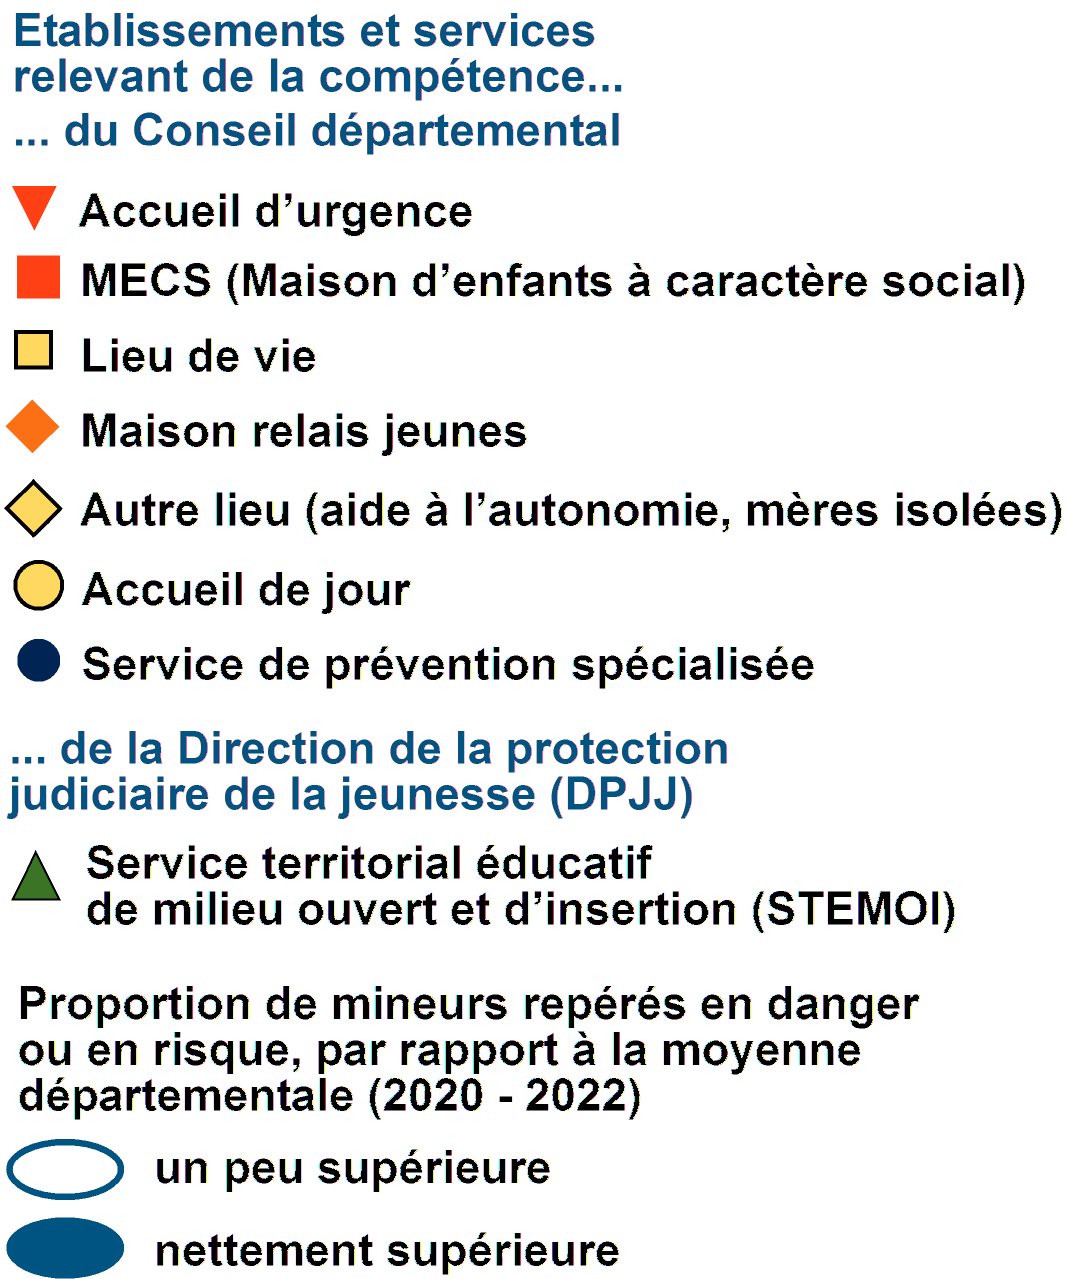 Etablissements et services
relevant de la compétence...
... du Conseil départemental
Accueil d’urgence
MECS (Maison d’enfants à caractère social)
Lieu de vie
Maison relais jeunes
Autre lieu (aide à l’autonomie, mères isolées)
Accueil de jour
Service de prévention spécialisée
... de la Direction de la protection
judiciaire de la jeunesse (DPJJ)
Service territorial éducatif
de milieu ouvert et d’insertion (STEMOI)
Proportion de mineurs repérés en danger
ou en risque, par rapport à la moyenne
départementale (2020 - 2022)
un peu supérieure
nettement supérieure